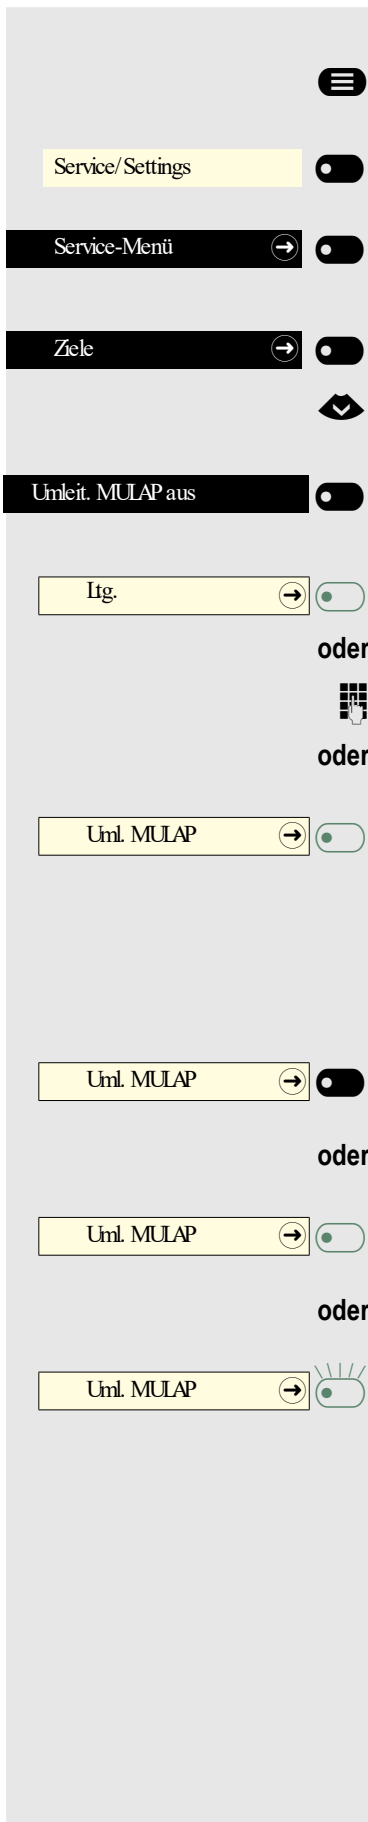 Service/Settings
Service-Menü
Ziele
Umleit. MULAP aus
Ltg.
oder
oder
Uml. MULAP
Uml. MULAP
oder
Uml. MULAP
oder
Uml. MULAP